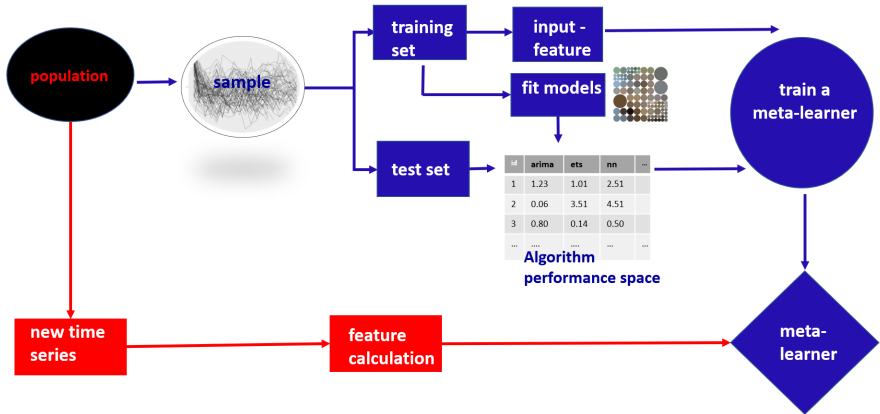 training
set
input -
feature
population
sample
fit models
train a
meta-learner
test set
id arima ets nn ...
1 1.23 1.01 2.51
2 0.06 3.51 4.51
3 0.80 0.14 0.50
... .... .... ... ...
Algorithm
performance space
new time
series
feature
calculation
meta-
learner